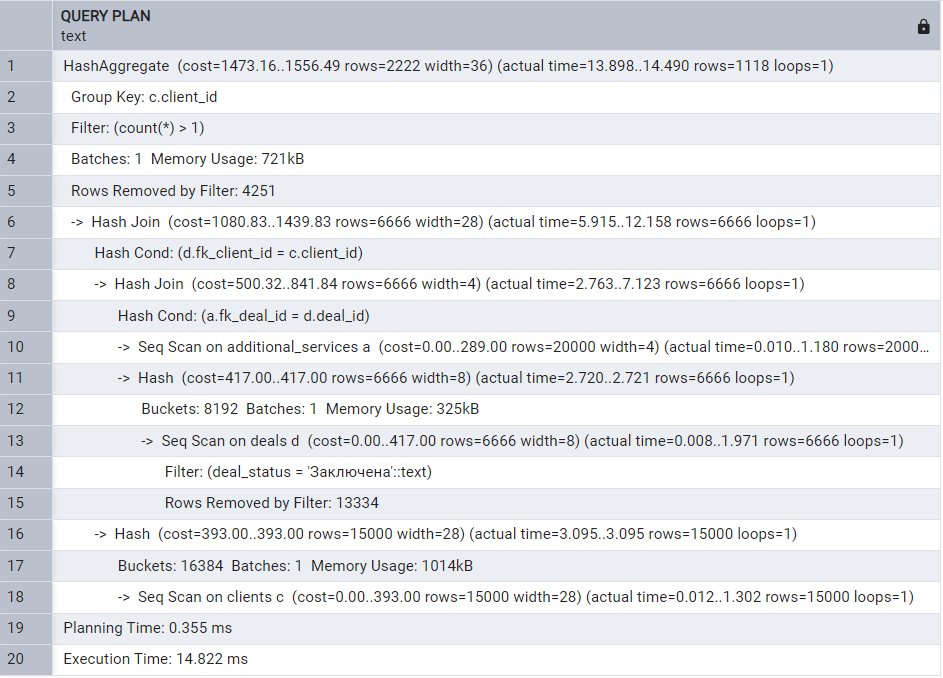 QUERY PLAN
text
1 HashAggregate (cost=1473.16..1556.49 rows=2222 width=36) (actual time=13.898..14.490 rows=1118 loops=1)
2 Group Key: c.client_id
3 Filter: (count(*) > 1)
4 Batches: 1 Memory Usage: 721kB
5 Rows Removed by Filter: 4251
6 -> Hash Join (cost=1080.83..1439.83 rows=6666 width=28) (actual time=5.915..12.158 rows=6666 loops=1)
7 Hash Cond: (d.fk_client_id = c.client_id)
8 -> Hash Join (cost=500.32..841.84 rows=6666 width=4) (actual time=2.763..7.123 rows=6666 loops=1)
9 Hash Cond: (a.fk_deal_id = d.deal_id)
10 -> Seq Scan on additional_services a (cost=0.00..289.00 rows=20000 width=4) (actual time=0.010..1.180 rows=2000...
11 -> Hash (cost=417.00..417.00 rows=6666 width=8) (actual time=2.720..2.721 rows=6666 loops=1)
12 Buckets: 8192 Batches: 1 Memory Usage: 325kB
13 -> Seq Scan on deals d (cost=0.00..417.00 rows=6666 width=8) (actual time=0.008..1.971 rows=6666 loops=1)
14 Filter: (deal_status = 'Заключена'::text)
15 Rows Removed by Filter: 13334
16 -> Hash (cost=393.00..393.00 rows=15000 width=28) (actual time=3.095..3.095 rows=15000 loops=1)
17 Buckets: 16384 Batches: 1 Memory Usage: 1014kB
18 -> Seq Scan on clients c (cost=0.00..393.00 rows=15000 width=28) (actual time=0.012..1.302 rows=15000 loops=1)
19 Planning Time: 0.355 ms
20 Execution Time: 14.822 ms